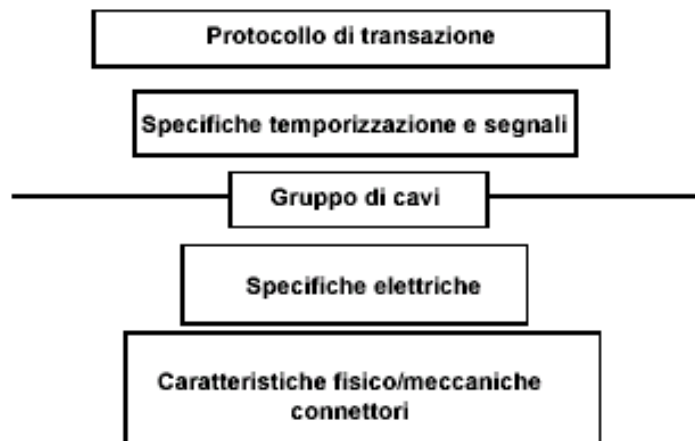 Protocollo di transazione
Specifiche temporizzazione e segnali
Gruppo di cavi
Specifiche elettriche
Caratteristiche fisico/meccaniche
connettori